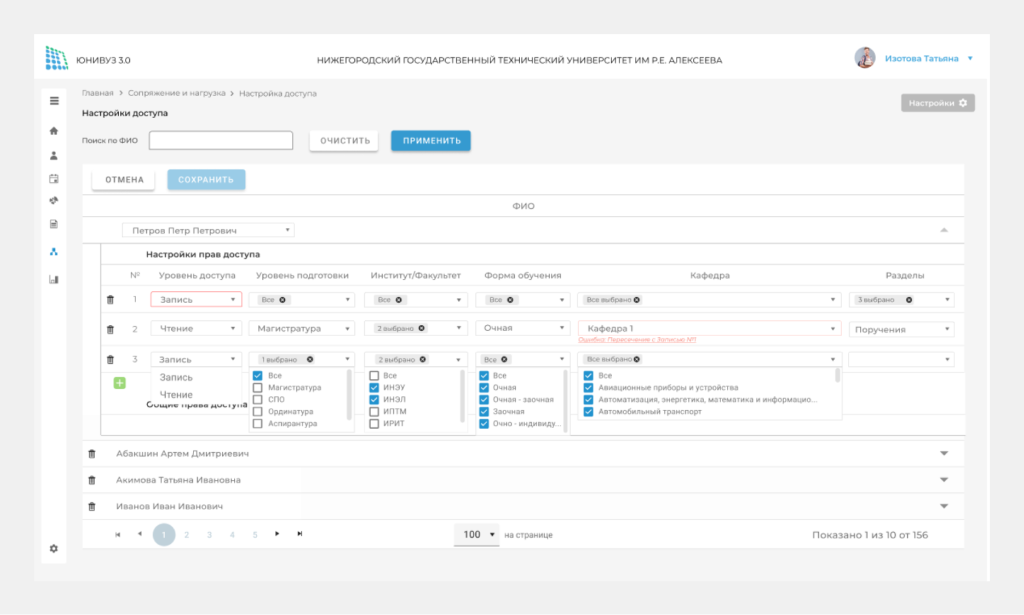 ЮНИВУЗ 3.0
НИЖЕГОРОДСКИЙ ГОСУДАРСТВЕННЫЙ ТЕХНИЧЕСКИЙ УНИВЕРСИТЕТ ИМ Р.Е. АЛЕКСЕЕВА
Изотова Татьяна
Главная > Сопряжение и нагрузка > Настройка доступа
Настройки
Настройки доступа
Поиск по ФИО
ОЧИСТИТЬ
ПРИМЕНИТЬ
ОТМЕНА
СОХРАНИТЬ
ФИО
Петров Петр Петрович
Настройки прав доступа
№ Уровень доступа Уровень подготовки Институт/Факультет Форма обучения Кафедра Разделы
1 Запись Все Все Все Все выбрано 3 выбрано
2 Чтение Магистратура 2 выбрано Очная Кафедра 1 Поручения
Ошибка: Пересечение с Записью №1
3 Запись 1 выбрано 2 выбрано Все Все выбрано
Запись
Чтение
Общие права доступа
Все
Магистратура
СПО
Ординатура
Аспирантура
Все
ИНЭУ
ИНЭЛ
ИПТМ
ИРИТ
Все
Очная
Очная - заочная
Заочная
Очно - индивиду...
Все
Авиационные приборы и устройства
Автоматизация, энергетика, математика и информацио...
Автомобильный транспорт
Абакшин Артем Дмитриевич
Акимова Татьяна Ивановна
Иванов Иван Иванович
1 2 3 4 5
100 на странице
Показано 1 из 10 от 156